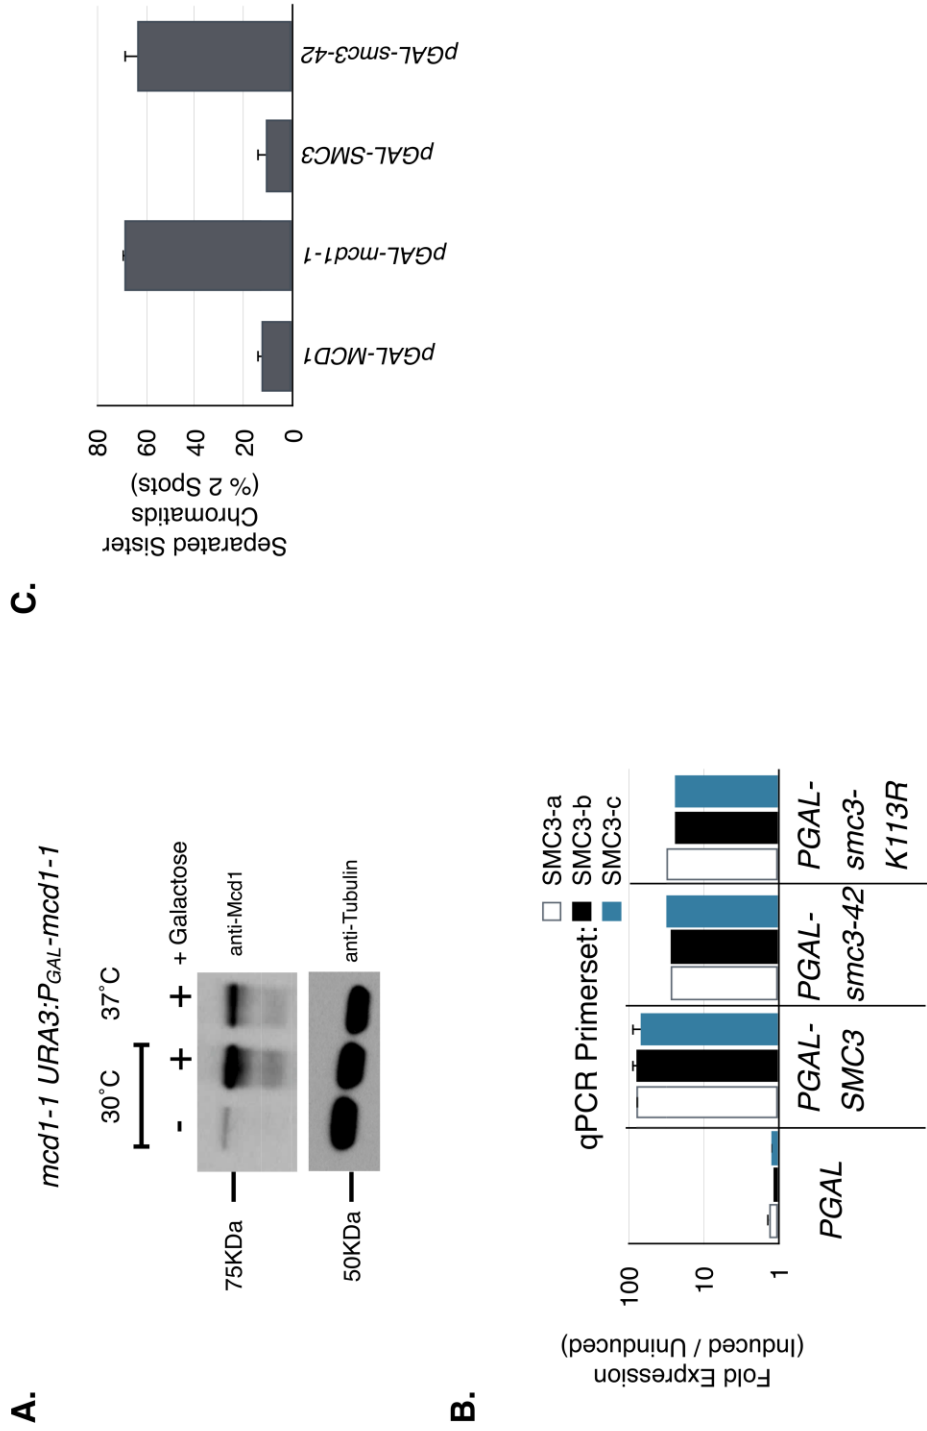 A.
mcd1-1 URA3:PGAL-mcd1-1
30°C 37°C
- + + + Galactose
75KDa anti-Mcd1
50KDa anti-Tubulin
B.
qPCR Primerset:
SMC3-a
SMC3-b
SMC3-c
Fold Expression
(Induced / Uninduced)
100
10
1
PGAL
PGAL-
SMC3
PGAL-
smc3-42
PGAL-
smc3-
K113R
C.
Separated Sister
Chromatids
(% 2 Spots)
80
60
40
20
0
pGAL-MCD1
pGAL-mcd1-1
pGAL-SMC3
pGAL-smc3-42